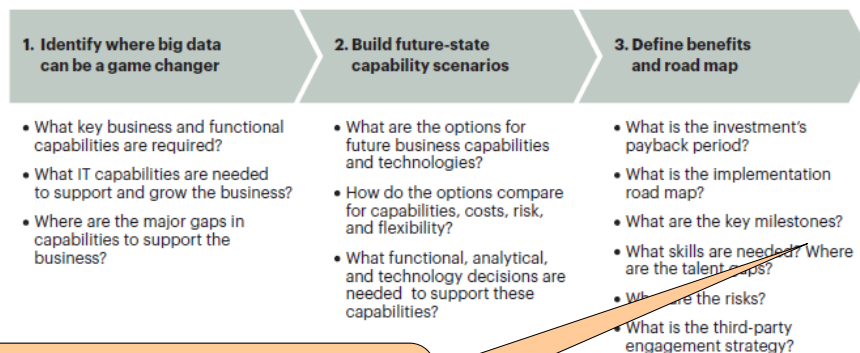 1. Identify where big data
can be a game changer
• What key business and functional
capabilities are required?
• What IT capabilities are needed
to support and grow the business?
• Where are the major gaps in
capabilities to support the
business?
2. Build future-state
capability scenarios
• What are the options for
future business capabilities
and technologies?
• How do the options compare
for capabilities, costs, risk,
and flexibility?
• What functional, analytical,
and technology decisions are
needed to support these
capabilities?
3. Define benefits
and road map
• What is the investment's
payback period?
• What is the implementation
road map?
• What are the key milestones?
• What skills are needed? Where
are the talent gaps?
• What are the risks?
• What is the third-party
engagement strategy?